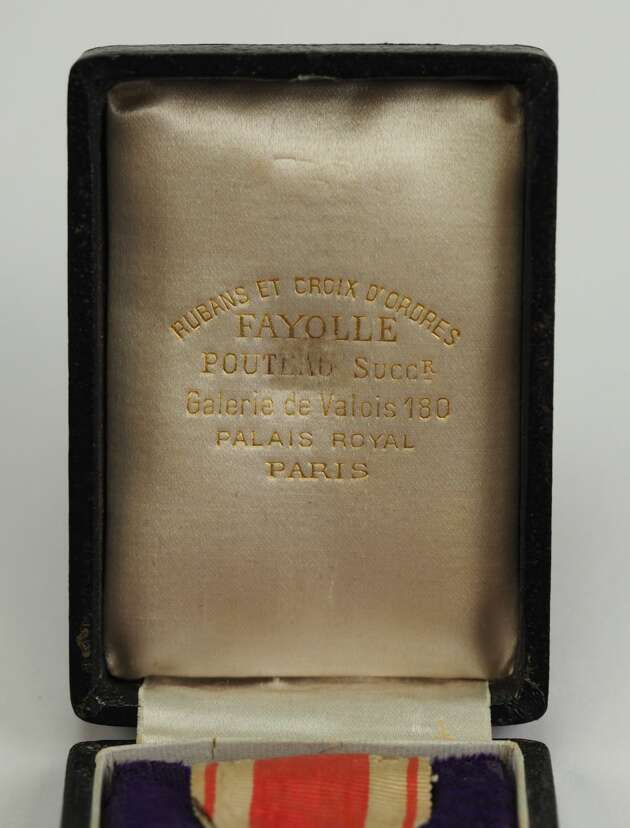 RUBANS ET CROIX D'ORDRES
FAYOLLE
POUTEAU SUCCR
Galerie de Valois 180
PALAIS ROYAL
PARIS